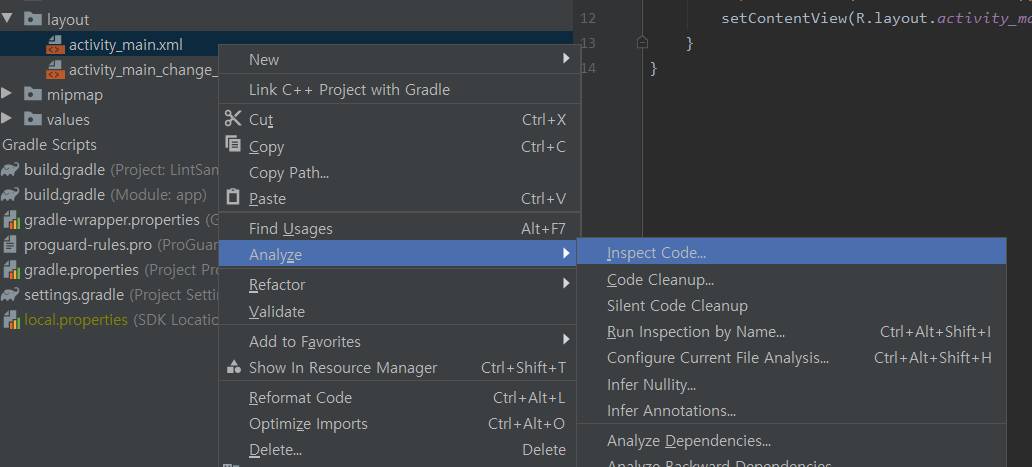 layout
activity_main.xml
activity_main_change_
mipmap
values
Gradle Scripts
build.gradle (Project: LintSam
build.gradle (Module: app)
gradle-wrapper.properties (G
proguard-rules.pro (ProGuar
gradle.properties (Project Pro
settings.gradle (Project Setti
local.properties (SDK Locatio
New
Link C++ Project with Gradle
Cut Ctrl+X
Copy Ctrl+C
Copy Path...
Paste Ctrl+V
Find Usages Alt+F7
Analyze
Refactor
Validate
Add to Favorites
Show In Resource Manager Ctrl+Shift+T
Reformat Code Ctrl+Alt+L
Optimize Imports Ctrl+Alt+O
Delete... Delete
12 setContentView(R.layout.activity_ma
13 }
14 }
Inspect Code...
Code Cleanup...
Silent Code Cleanup
Run Inspection by Name... Ctrl+Alt+Shift+I
Configure Current File Analysis... Ctrl+Alt+Shift+H
Infer Nullity...
Infer Annotations...
Analyze Dependencies...
Analyze Backward Dependencies